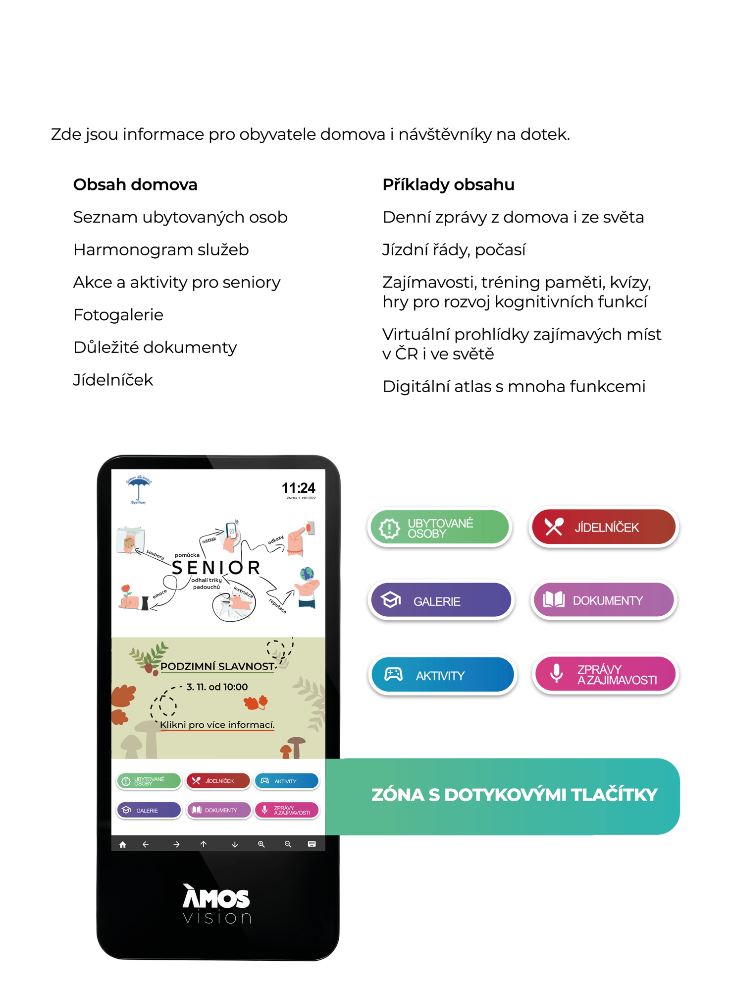 Zde jsou informace pro obyvatele domova i návštěvníky na dotek.
Obsah domova
Seznam ubytovaných osob
Harmonogram služeb
Akce a aktivity pro seniory
Fotogalerie
Důležité dokumenty
Jídelníček
Příklady obsahu
Denní zprávy z domova i ze světa
Jízdní řády, počasí
Zajímavosti, tréning paměti, kvízy,
hry pro rozvoj kognitivních funkcí
Virtuální prohlídky zajímavých míst
v ČR i ve světě
Digitální atlas s mnoha funkcemi
Domov důchodců
Bystřany
11:24
čtvrtek 1. září 2022
nátlak
odkazy
soubory
pomůcka
SENIOR
odhalí triky
padouchů
emoce
instrukce
reputace
PODZIMNÍ SLAVNOST
3. 11. od 10:00
Klikni pro více informací.
UBYTOVANÉ
OSOBY
JÍDELNÍČEK
AKTIVITY
GALERIE
DOKUMENTY
ZPRÁVY
A ZAJÍMAVOSTI
ÀMOS
vision
UBYTOVANÉ
OSOBY
JÍDELNÍČEK
GALERIE
DOKUMENTY
AKTIVITY
ZPRÁVY
A ZAJÍMAVOSTI
ZÓNA S DOTYKOVÝMI TLAČÍTKY